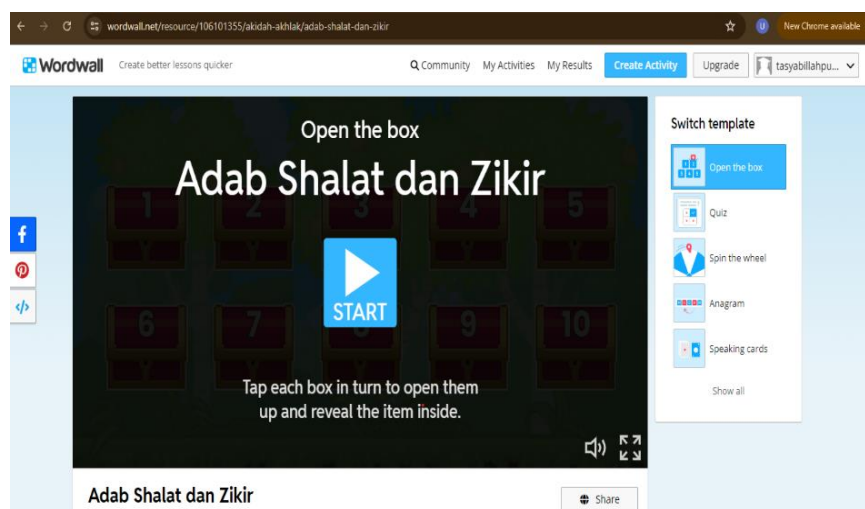 wordwall.net/resource/106101355/akidah-akhlak/adab-shalat-dan-zikir
U
New Chrome available
Wordwall
Create better lessons quicker
Community
My Activities
My Results
Create Activity
Upgrade
tasyabillahpu...
Open the box
Adab Shalat dan Zikir
1
2
3
4
5
START
6
7
9
10
Tap each box in turn to open them
up and reveal the item inside.
Switch template
Open the box
Quiz
Spin the wheel
Anagram
Speaking cards
Show all
Adab Shalat dan Zikir
Share